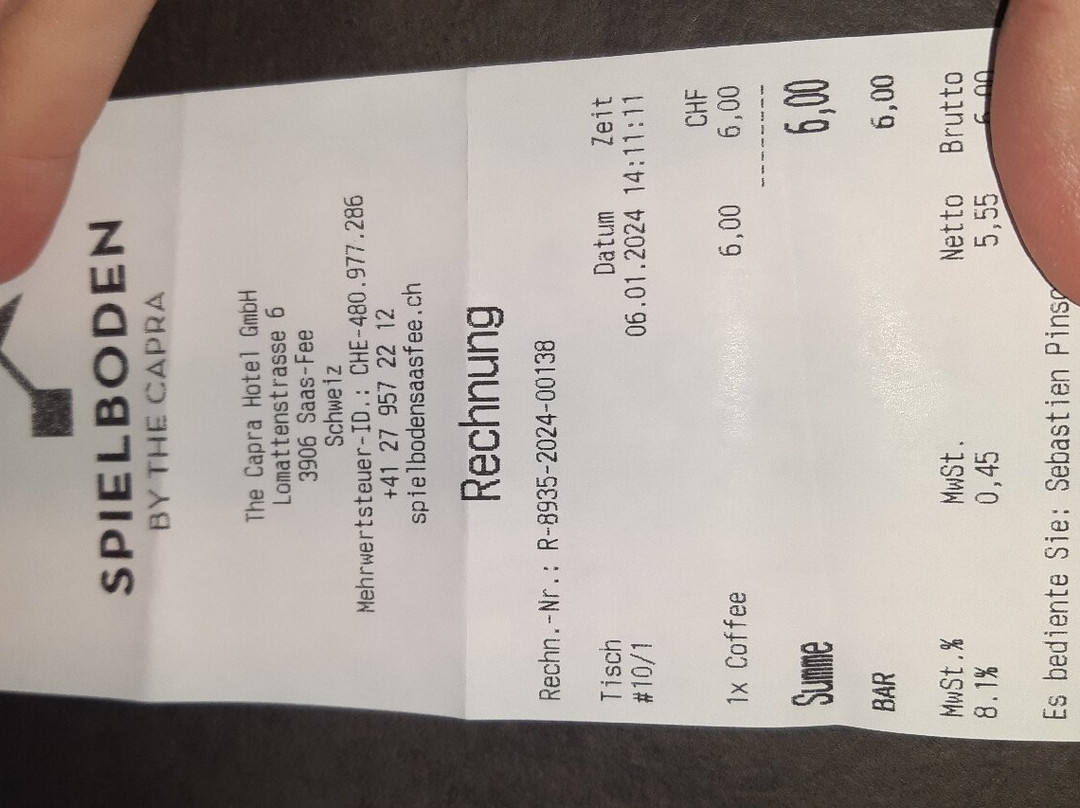 SPIELBODEN
BY THE CAPRA
The Capra Hotel GmbH
Lomattenstrasse 6
3906 Saas-Fee
Schweiz
Mehrwertsteuer-ID.: CHE-480.977.286
+41 27 957 22 12
spielbodensaasfee.ch
Rechnung
Rechn.-Nr.: R-8935-2024-00138
Tisch Datum Zeit
#10/1 06.01.2024 14:11:11
CHF
1x Coffee 6,00 6,00
--------
Summe 6,00
BAR 6,00
MwSt.% MwSt. Netto Brutto
8.1% 0,45 5,55 6,00
Es bediente Sie: Sebastien